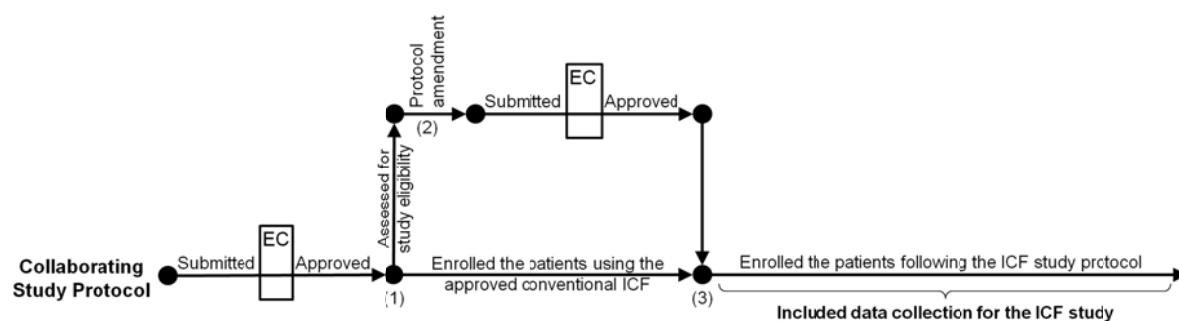 Protocol
amendment
EC
Submitted
Approved
(2)
Assessed for
study eligibility
EC
Collaborating
Study Protocol
Submitted
Approved
Enrolled the patients using the
approved conventional ICF
Enrolled the patients following the ICF study protocol
(1)
(3)
Included data collection for the ICF study